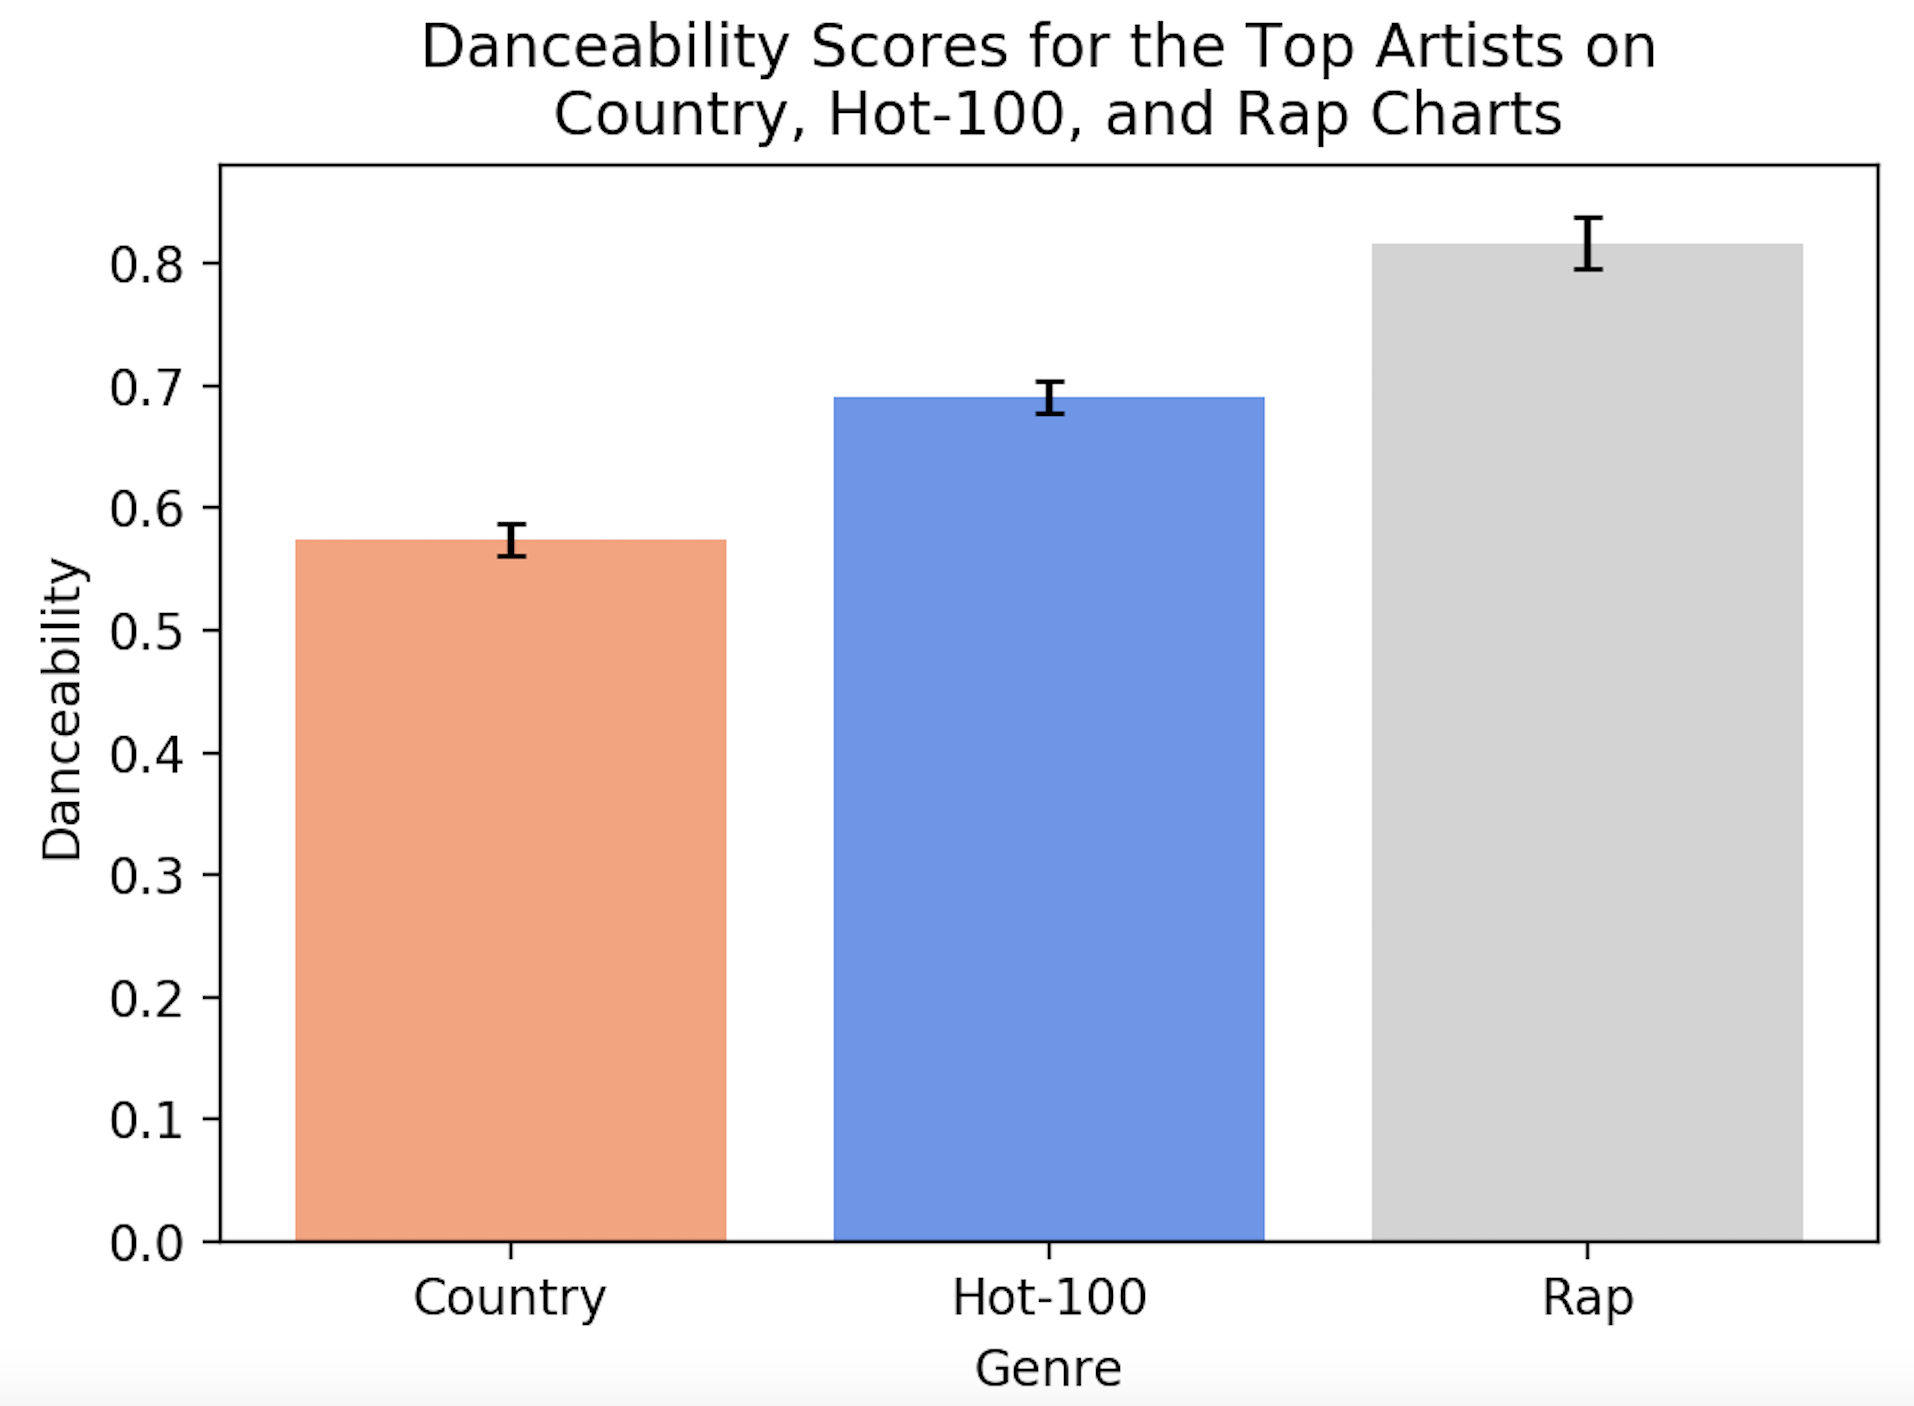 Danceability Scores for the Top Artists on
Country, Hot-100, and Rap Charts
Danceability
0.8
0.7
0.6
0.5
0.4
0.3
0.2
0.1
0.0
Country
Hot-100
Rap
Genre